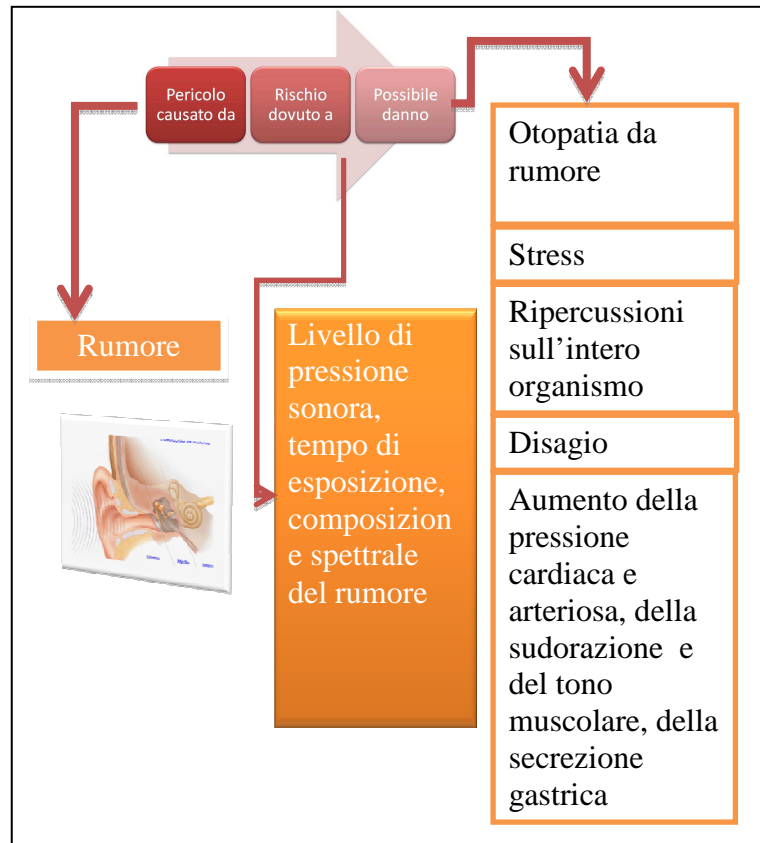 Pericolo
causato da
Rischio
dovuto a
Possibile
danno
Rumore
Livello di
pressione
sonora,
tempo di
esposizione,
composizion
e spettrale
del rumore
Otopatia da
rumore
Stress
Ripercussioni
sull’intero
organismo
Disagio
Aumento della
pressione
cardiaca e
arteriosa, della
sudorazione e
del tono
muscolare, della
secrezione
gastrica